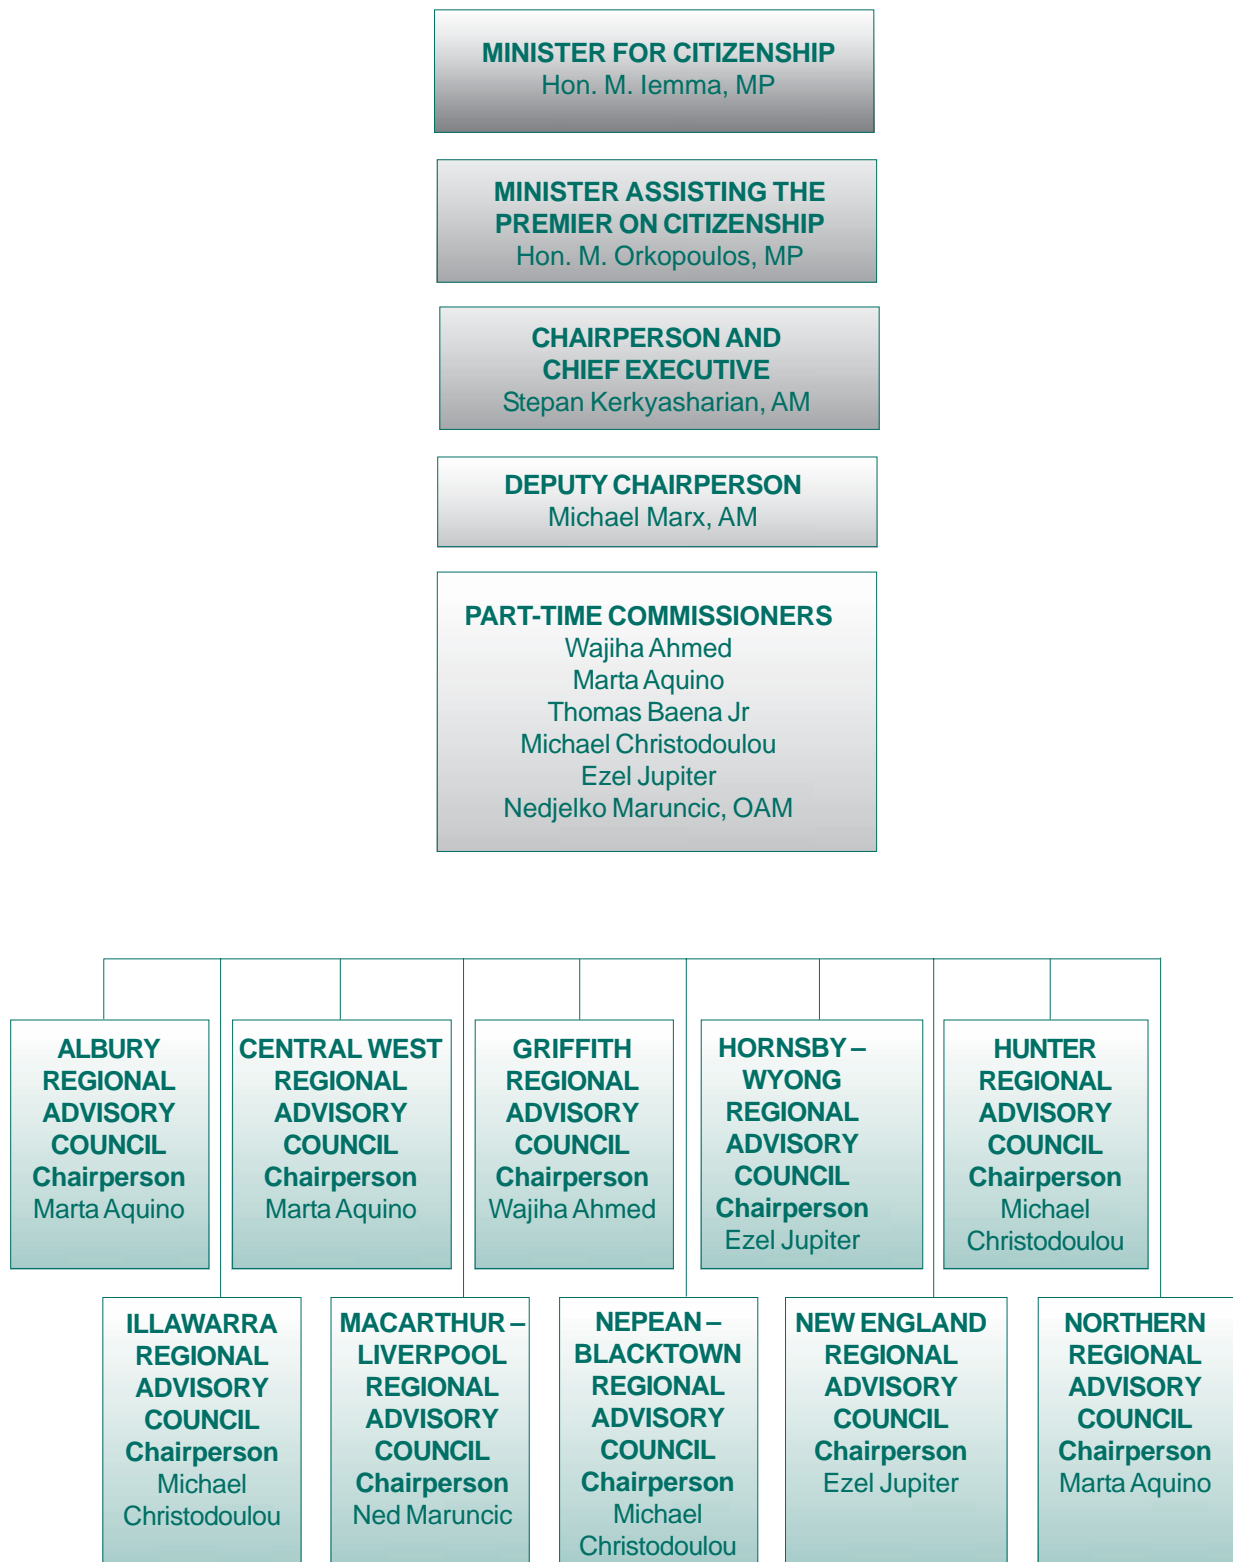 MINISTER FOR CITIZENSHIP
Hon. M. Iemma, MP
MINISTER ASSISTING THE
PREMIER ON CITIZENSHIP
Hon. M. Orkopoulos, MP
CHAIRPERSON AND
CHIEF EXECUTIVE
Stepan Kerkyasharian, AM
DEPUTY CHAIRPERSON
Michael Marx, AM
PART-TIME COMMISSIONERS
Wajiha Ahmed
Marta Aquino
Thomas Baena Jr
Michael Christodoulou
Ezel Jupiter
Nedjelko Maruncic, OAM
ALBURY
REGIONAL
ADVISORY
COUNCIL
Chairperson
Marta Aquino
CENTRAL WEST
REGIONAL
ADVISORY
COUNCIL
Chairperson
Marta Aquino
GRIFFITH
REGIONAL
ADVISORY
COUNCIL
Chairperson
Wajiha Ahmed
HORNSBY –
WYONG
REGIONAL
ADVISORY
COUNCIL
Chairperson
Ezel Jupiter
HUNTER
REGIONAL
ADVISORY
COUNCIL
Chairperson
Michael
Christodoulou
ILLAWARRA
REGIONAL
ADVISORY
COUNCIL
Chairperson
Michael
Christodoulou
MACARTHUR –
LIVERPOOL
REGIONAL
ADVISORY
COUNCIL
Chairperson
Ned Maruncic
NEPEAN –
BLACKTOWN
REGIONAL
ADVISORY
COUNCIL
Chairperson
Michael
Christodoulou
NEW ENGLAND
REGIONAL
ADVISORY
COUNCIL
Chairperson
Ezel Jupiter
NORTHERN
REGIONAL
ADVISORY
COUNCIL
Chairperson
Marta Aquino